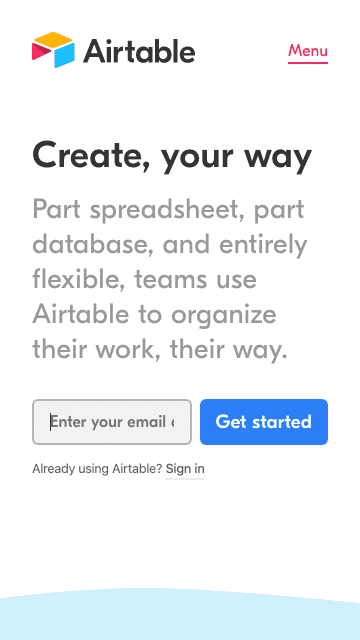 Airtable
Menu
Create, your way
Part spreadsheet, part
database, and entirely
flexible, teams use
Airtable to organize
their work, their way.
Enter your email
Get started
Already using Airtable? Sign in